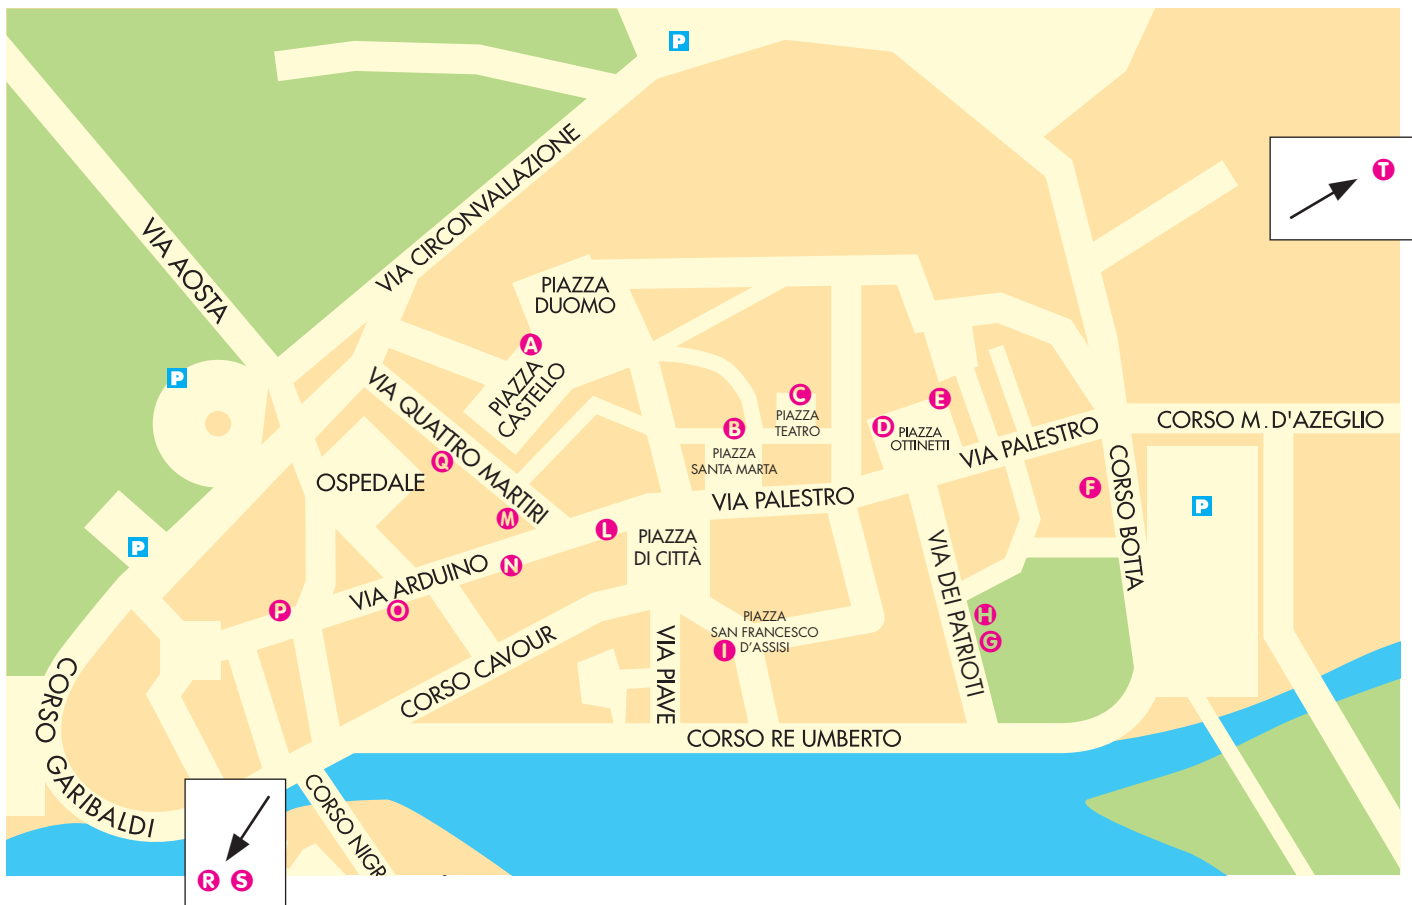 P
T
VIA CIRCONVALLAZIONE
VIA AOSTA
PIAZZA
DUOMO
A
PIAZZA
CASTELLO
P
VIA QUATTRO MARTIRI
C
PIAZZA
TEATRO
E
B
D
PIAZZA
OTTINETTI
PIAZZA
SANTA MARTA
VIA PALESTRO
CORSO M. D'AZEGLIO
Q
OSPEDALE
VIA PALESTRO
F
CORSO BOTTA
P
M
L
PIAZZA
DI CITTÀ
P
N
VIA ARDUINO
P
O
VIA DEI PATRIOTI
H
G
PIAZZA
SAN FRANCESCO
D'ASSISI
I
VIA PIAVE
CORSO CAVOUR
CORSO RE UMBERTO
CORSO GARIBALDI
CORSO NIGR
R S